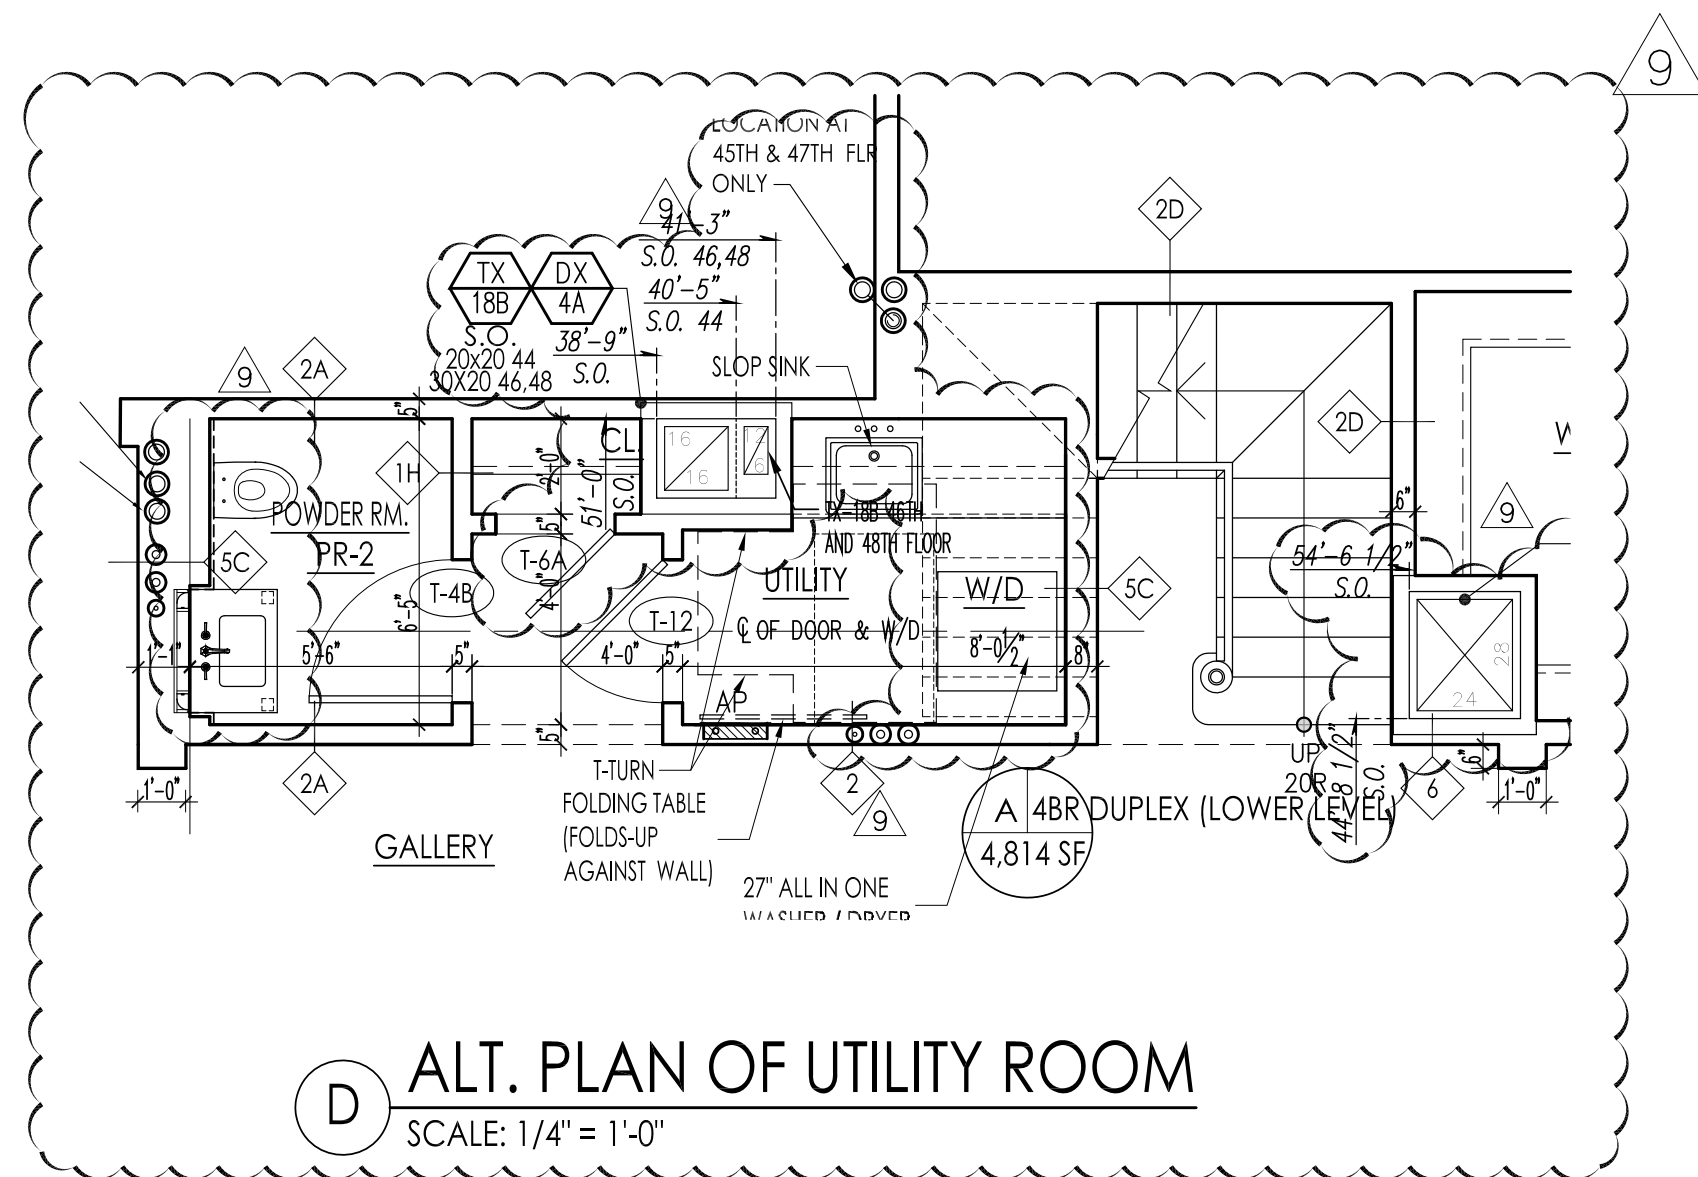 9
LOCATION AT
45TH & 47TH FLR
ONLY
9
41'-3"
S.O. 46,48
40'-5"
S.O. 44
38'-9"
S.O.
TX
18B
DX
4A
S.O.
20x20 44
30X20 46,48
2D
9
2A
SLOP SINK
2D
5"
CL.
16
16
12
6
1H
2'-0"
51'-0"
S.O.
6"
9
POWDER RM.
PR-2
5"
TX-18B 46TH
AND 48TH FLOOR
5C
T-6A
T-4B
4'-0"
UTILITY
W/D
5C
54'-6 1/2"
S.O.
6'-5"
T-12
℄ OF DOOR & W/D
1'-1"
5'-6"
5"
4'-0"
5"
8'-0 1/2"
8"
28
24
AP
5"
2A
1'-0"
T-TURN
FOLDING TABLE
(FOLDS-UP
AGAINST WALL)
2
9
UP
20R
44'-8 1/2"
S.O.
6
6"
1'-0"
A
4BR DUPLEX (LOWER LEVEL)
4,814 SF
GALLERY
27" ALL IN ONE
WASHER / DRYER
D
ALT. PLAN OF UTILITY ROOM
SCALE: 1/4" = 1'-0"